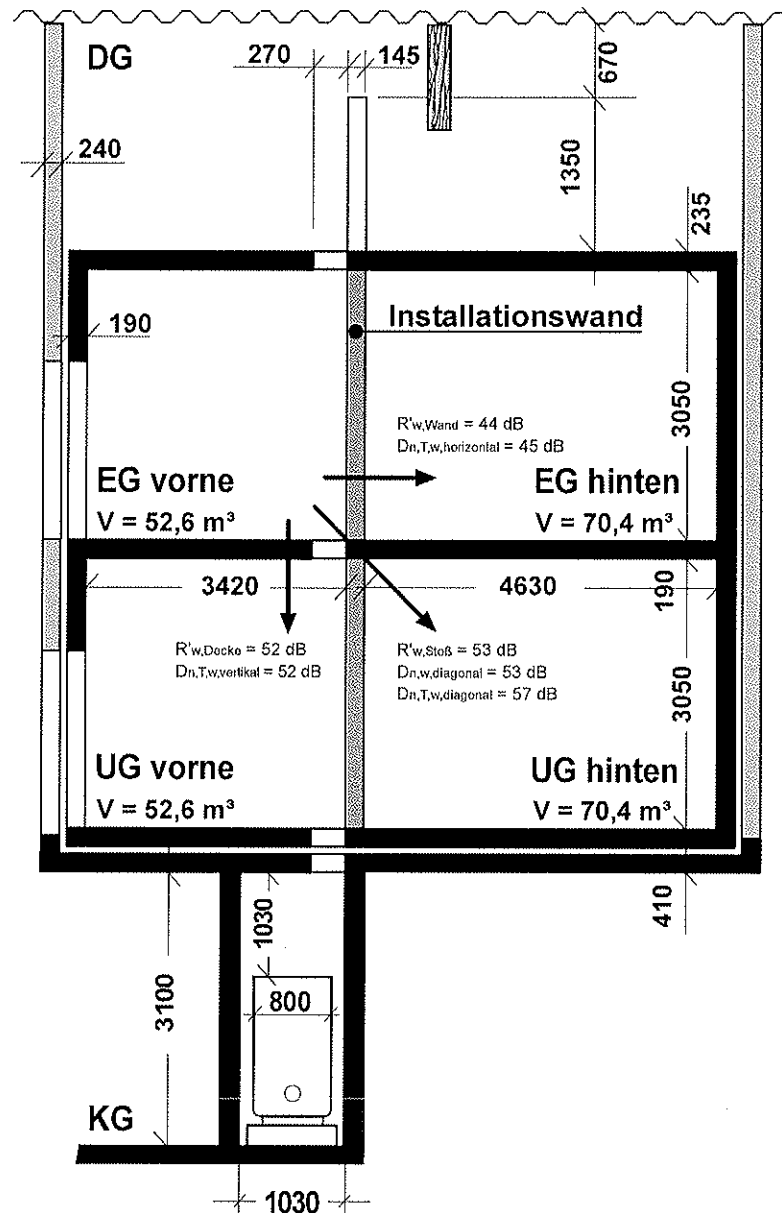 DG
270
145
670
240
1350
235
Installationswand
190
R'w,Wand = 44 dB
Dn,T,w,horizontal = 45 dB
3050
EG vorne
V = 52,6 m³
EG hinten
V = 70,4 m³
3420
4630
190
R'w,Decke = 52 dB
Dn,T,w,vertikal = 52 dB
R'w,Stoß = 53 dB
Dn,w,diagonal = 53 dB
Dn,T,w,diagonal = 57 dB
3050
UG vorne
V = 52,6 m³
UG hinten
V = 70,4 m³
410
1030
3100
800
KG
1030